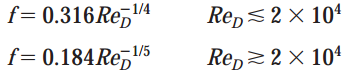 f = 0.316Re_D^{-1/4}   Re_D ≲ 2 × 10^4
f = 0.184Re_D^{-1/5}   Re_D ≳ 2 × 10^4